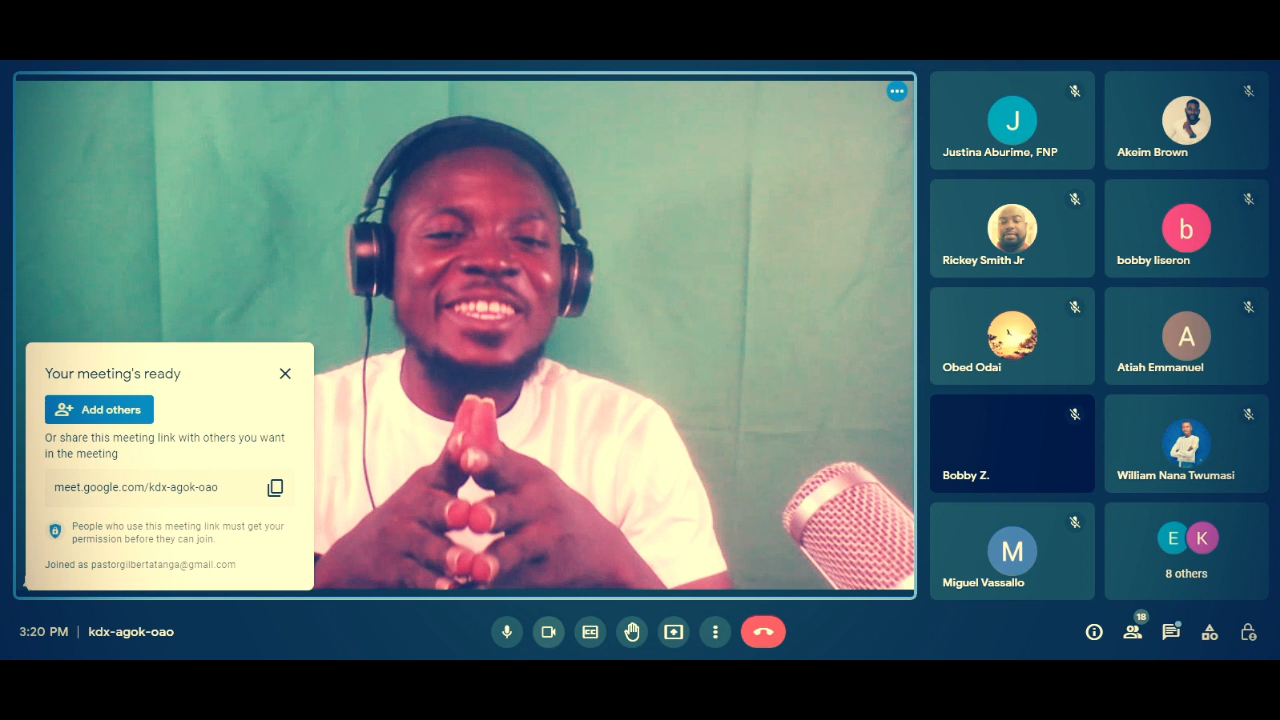 Your meeting's ready
Add others
Or share this meeting link with others you want
in the meeting
meet.google.com/kdx-agok-oao
People who use this meeting link must get your
permission before they can join.
Joined as pastorgilbertatanga@gmail.com
J
Justina Aburime, FNP
Akeim Brown
Rickey Smith Jr
b
bobby liseron
Obed Odai
A
Atiah Emmanuel
Bobby Z.
William Nana Twumasi
M
Miguel Vassallo
E K
8 others
3:20 PM | kdx-agok-oao
CC
18